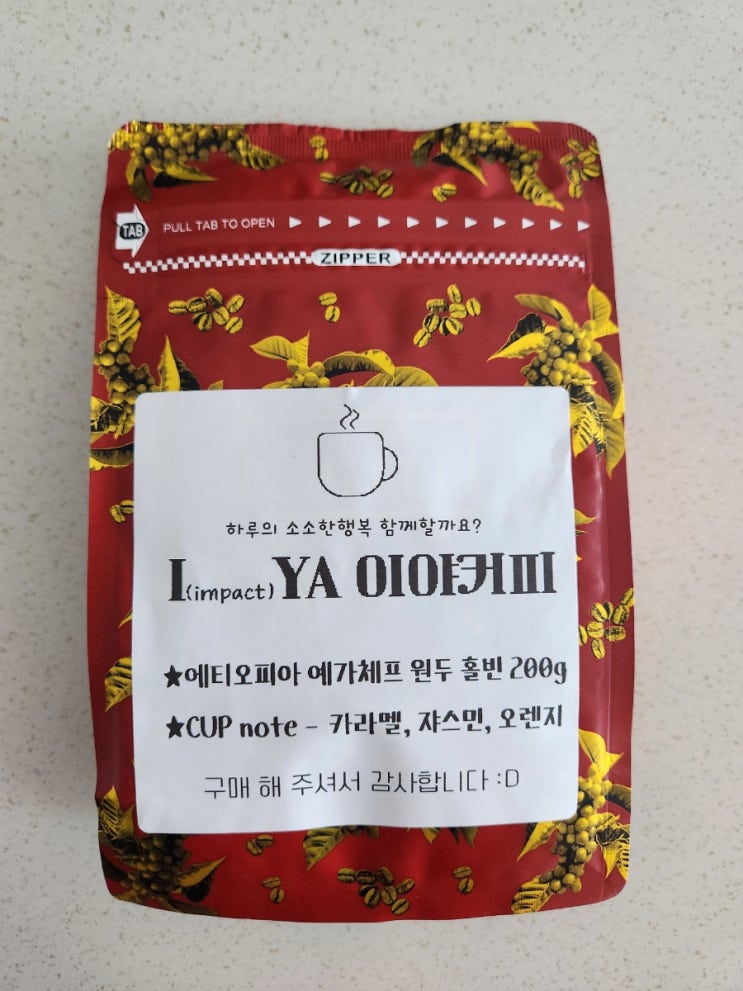 TAB
PULL TAB TO OPEN
ZIPPER
하루의 소소한행복 함께할까요?
I(impact)YA 이야커피
★에티오피아 예가체프 원두 홀빈 200g
★CUP note - 카라멜, 쟈스민, 오렌지
구매 해 주셔서 감사합니다 :D